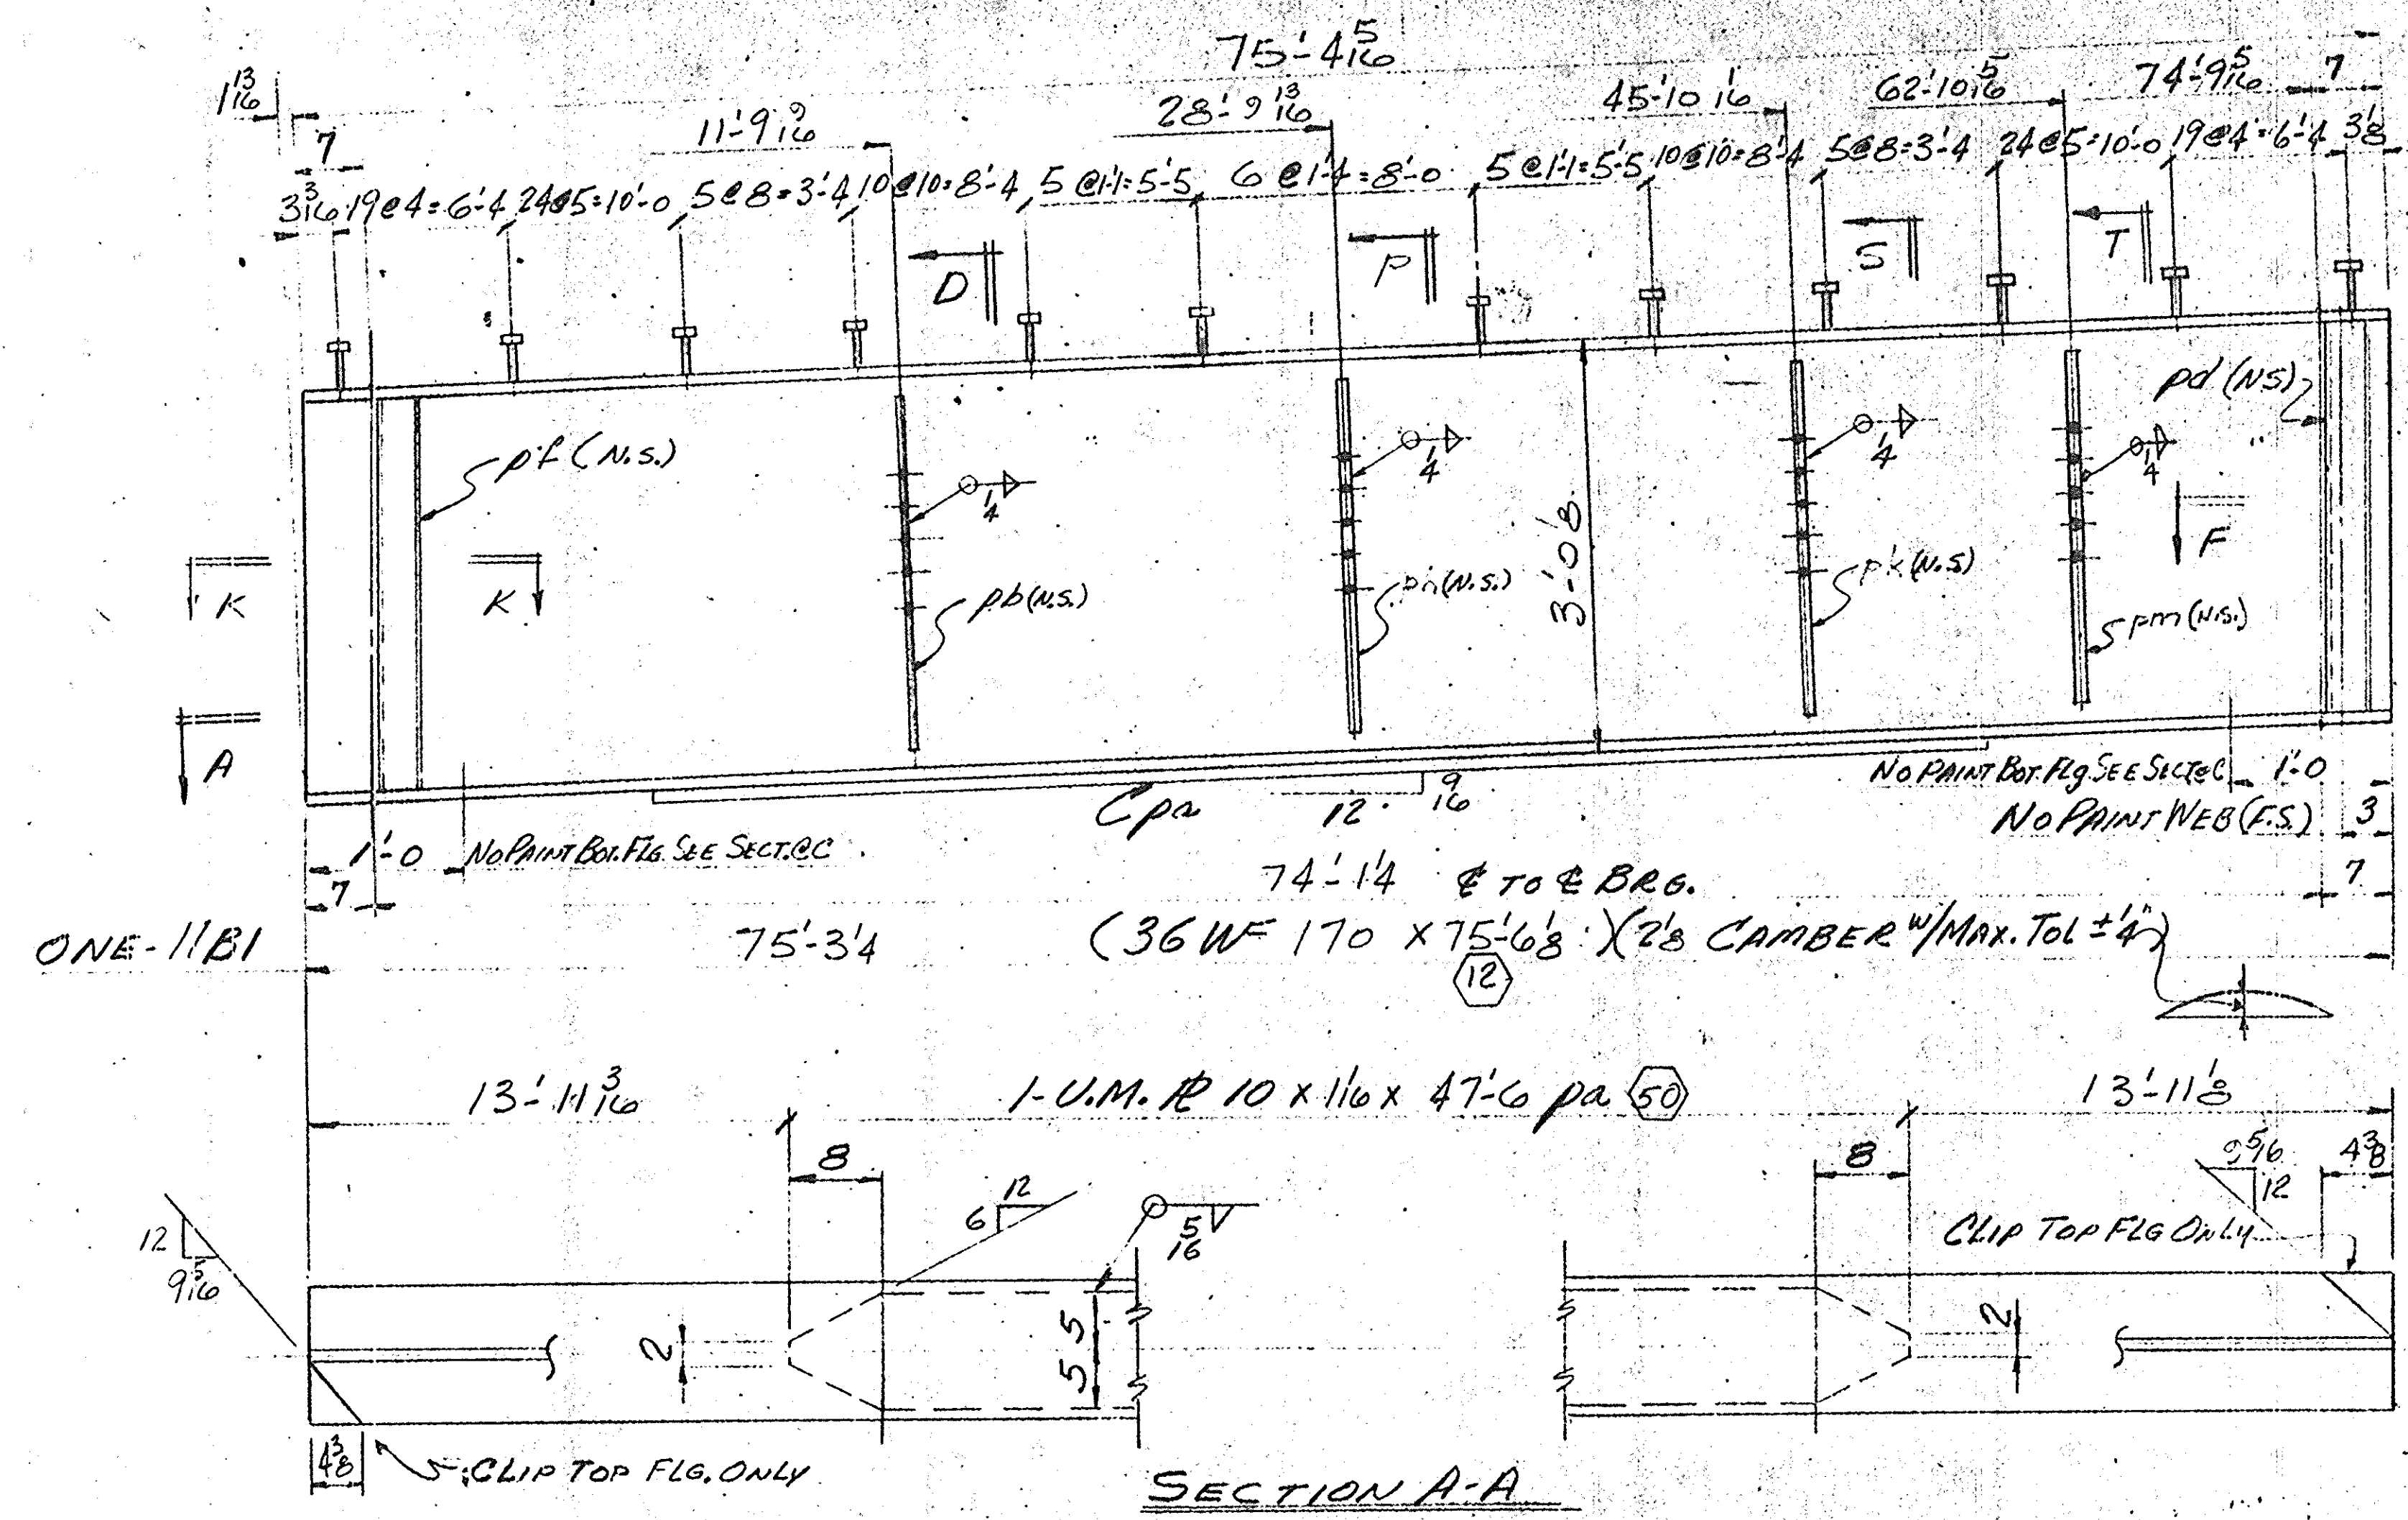 75'-4 5/16
1 13/16
11'-9 9/16
28'-9 13/16
45'-10 1/16
62'-10 5/16
74'-9 5/16
7
7
3 3/16 19@4=6'-4 24@5=10'-0 5@8=3'-4 10@10=8'-4 5@1'-1=5'-5 6@1'-4=8'-0 5@1'-1=5'-5 10@10=8'-4 5@8=3'-4 24@5=10'-0 19@4=6'-4 3 1/8
D
P
S
T
pf (N.S.)
1/4
1/4
1/4
1/4
pd (N.S.)
K
K
pb (N.S.)
3'-0 1/8
pk (N.S.)
pm (N.S.)
F
A
Cpa
12
9/16
NO PAINT BOT. FLG. SEE SECT@C 1'-0
NO PAINT WEB (F.S.) 3
1'-0 NO PAINT BOT. FLG. SEE SECT.@C
7
74'-1 1/4 ℄ TO ℄ BRG.
7
ONE-11B1
75'-3 1/4
(36 WF 170 x 75'-6 1/8)(2 1/8 CAMBER W/MAX. TOL ± 1/4")
12
13'-11 3/16
1-U.M. PL 10 x 1 1/16 x 47'-6 pa 50
13'-11 1/8
8
8
9 5/16
12
4 3/8
12
9 5/16
12
6
5/16
CLIP TOP FLG ONLY
2
5 5
2
4 3/8
CLIP TOP FLG. ONLY
SECTION A-A